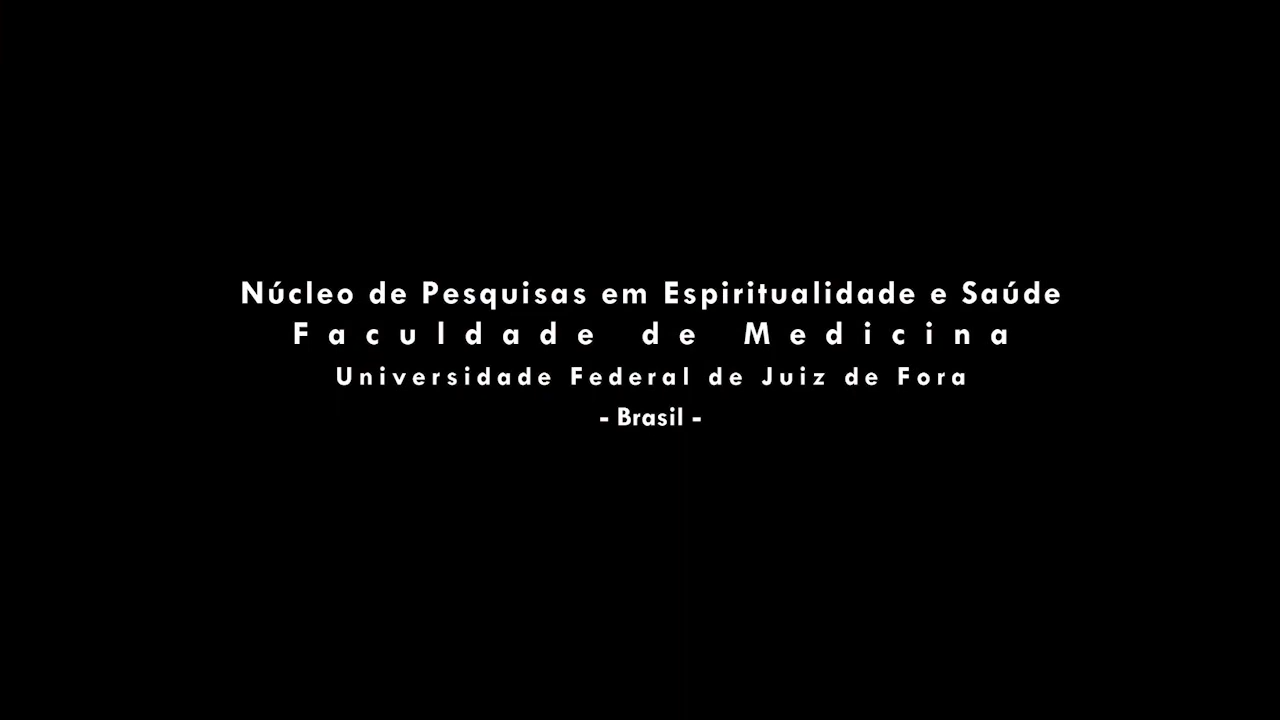 Núcleo de Pesquisas em Espiritualidade e Saúde
Faculdade de Medicina
Universidade Federal de Juiz de Fora
- Brasil -